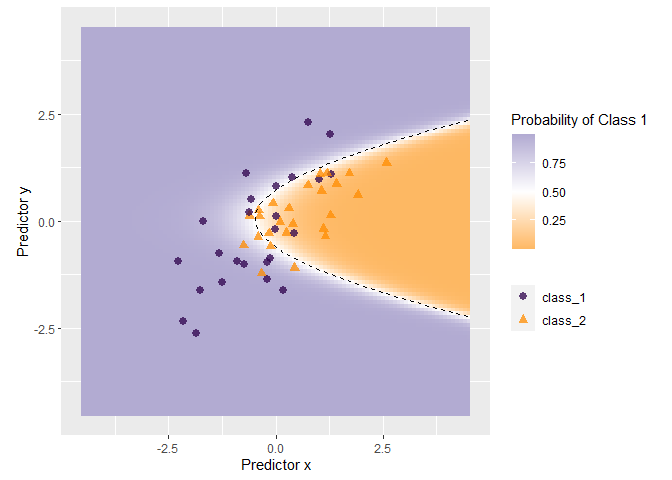 2.5
0.0
-2.5
Predictor y
-2.5 0.0 2.5
Predictor x
Probability of Class 1
0.75
0.50
0.25
class_1
class_2